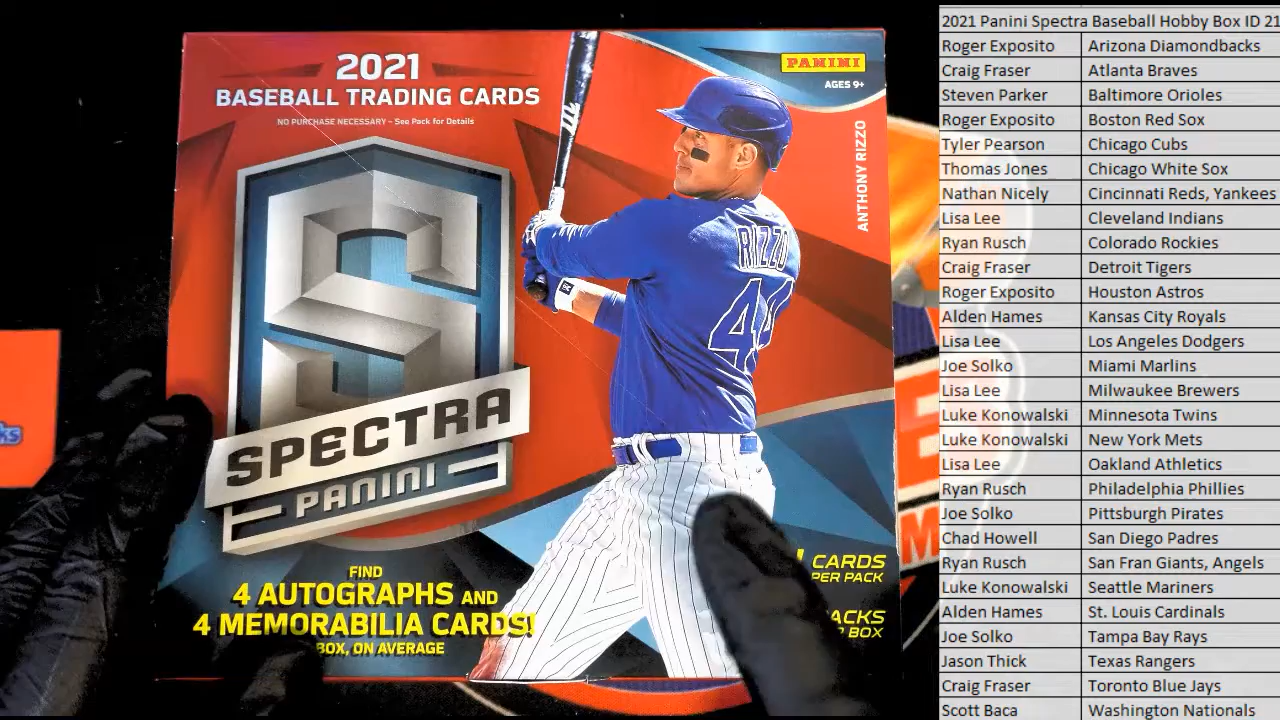 2021
BASEBALL TRADING CARDS
NO PURCHASE NECESSARY – See Pack for Details
PANINI
AGES 9+
ANTHONY RIZZO
RIZZO
44
S
SPECTRA
PANINI
FIND
4 AUTOGRAPHS AND
4 MEMORABILIA CARDS!
BOX, ON AVERAGE
CARDS
PER PACK
BOX
2021 Panini Spectra Baseball Hobby Box ID 21
Roger Exposito Arizona Diamondbacks
Craig Fraser Atlanta Braves
Steven Parker Baltimore Orioles
Roger Exposito Boston Red Sox
Tyler Pearson Chicago Cubs
Thomas Jones Chicago White Sox
Nathan Nicely Cincinnati Reds, Yankees
Lisa Lee Cleveland Indians
Ryan Rusch Colorado Rockies
Craig Fraser Detroit Tigers
Roger Exposito Houston Astros
Alden Hames Kansas City Royals
Lisa Lee Los Angeles Dodgers
Joe Solko Miami Marlins
Lisa Lee Milwaukee Brewers
Luke Konowalski Minnesota Twins
Luke Konowalski New York Mets
Lisa Lee Oakland Athletics
Ryan Rusch Philadelphia Phillies
Joe Solko Pittsburgh Pirates
Chad Howell San Diego Padres
Ryan Rusch San Fran Giants, Angels
Luke Konowalski Seattle Mariners
Alden Hames St. Louis Cardinals
Joe Solko Tampa Bay Rays
Jason Thick Texas Rangers
Craig Fraser Toronto Blue Jays
Scott Baca Washington Nationals